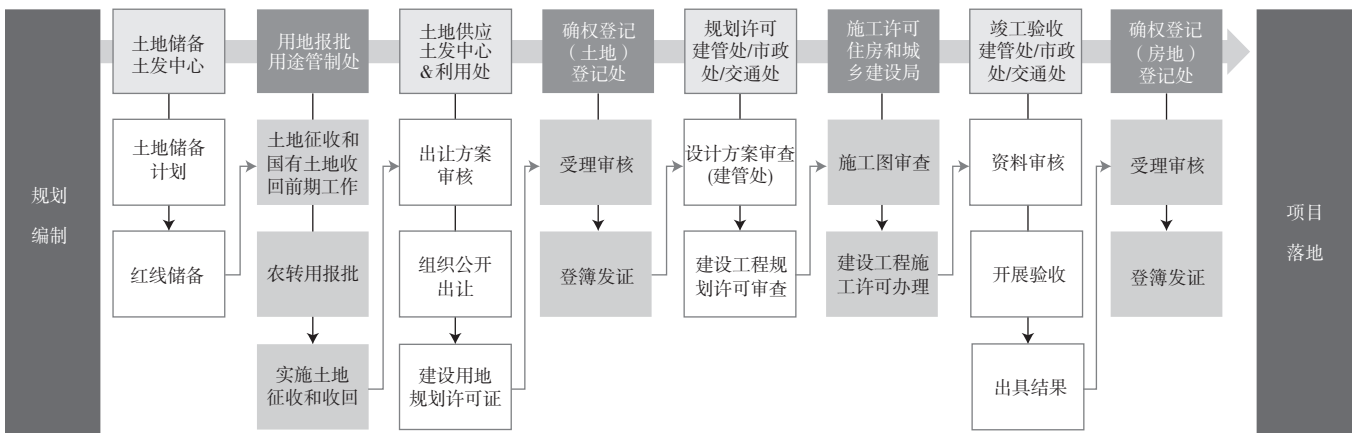 规划
编制
土地储备
土发中心
土地储备
计划
红线储备
用地报批
用途管制处
土地征收和
国有土地收
回前期工作
农转用报批
实施土地
征收和收回
土地供应
土发中心
&利用处
出让方案
审核
组织公开
出让
建设用地
规划许可证
确权登记
（土地）
登记处
受理审核
登簿发证
规划许可
建管处/市政
处/交通处
设计方案审查
(建管处)
建设工程规
划许可审查
施工许可
住房和城
乡建设局
施工图审查
建设工程施
工许可办理
竣工验收
建管处/市政
处/交通处
资料审核
开展验收
出具结果
确权登记
（房地）
登记处
受理审核
登簿发证
项目
落地